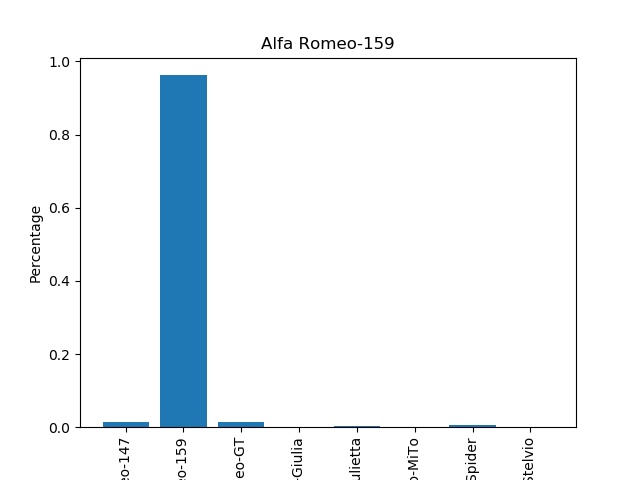 Alfa Romeo-159
1.0
0.8
0.6
0.4
0.2
0.0
Percentage
eo-147
eo-159
eo-GT
-Giulia
ulietta
o-MiTo
Spider
Stelvio